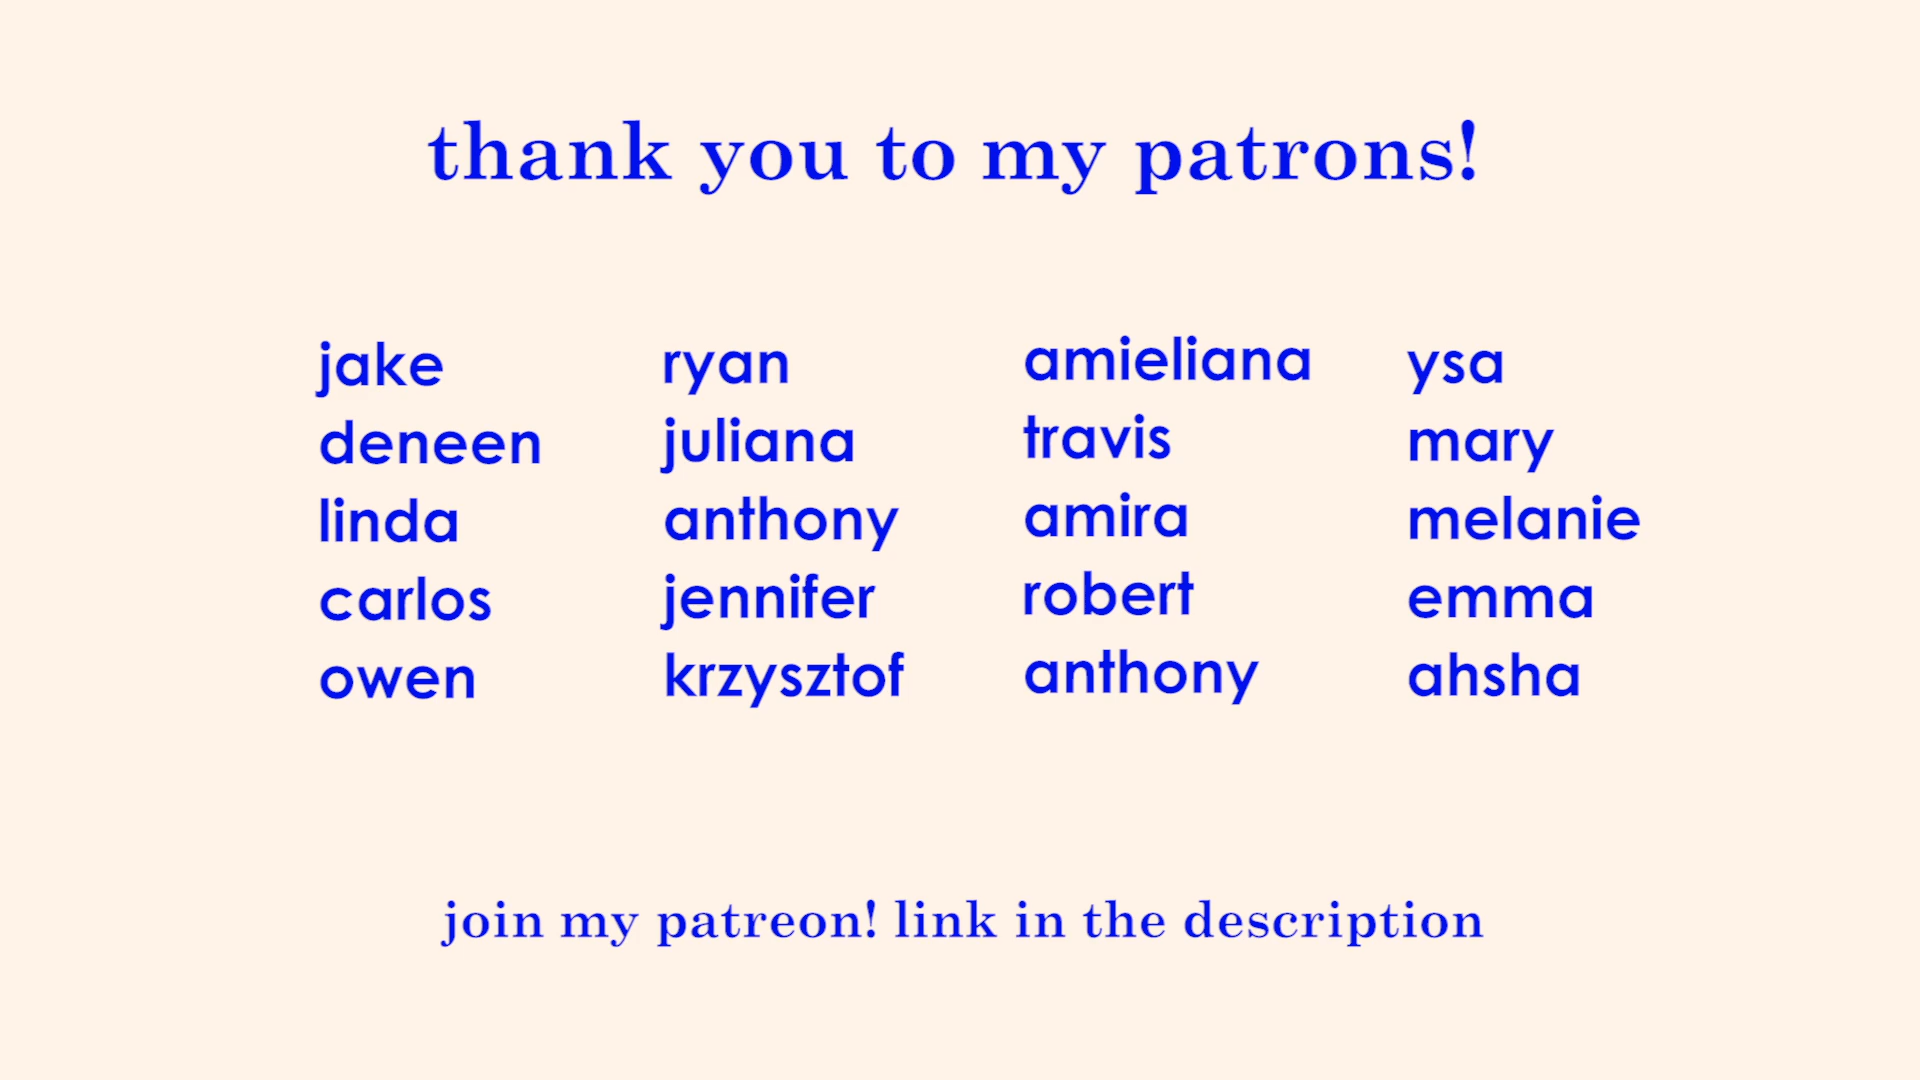 thank you to my patrons!
jake
deneen
linda
carlos
owen
ryan
juliana
anthony
jennifer
krzysztof
amieliana
travis
amira
robert
anthony
ysa
mary
melanie
emma
ahsha
join my patreon! link in the description